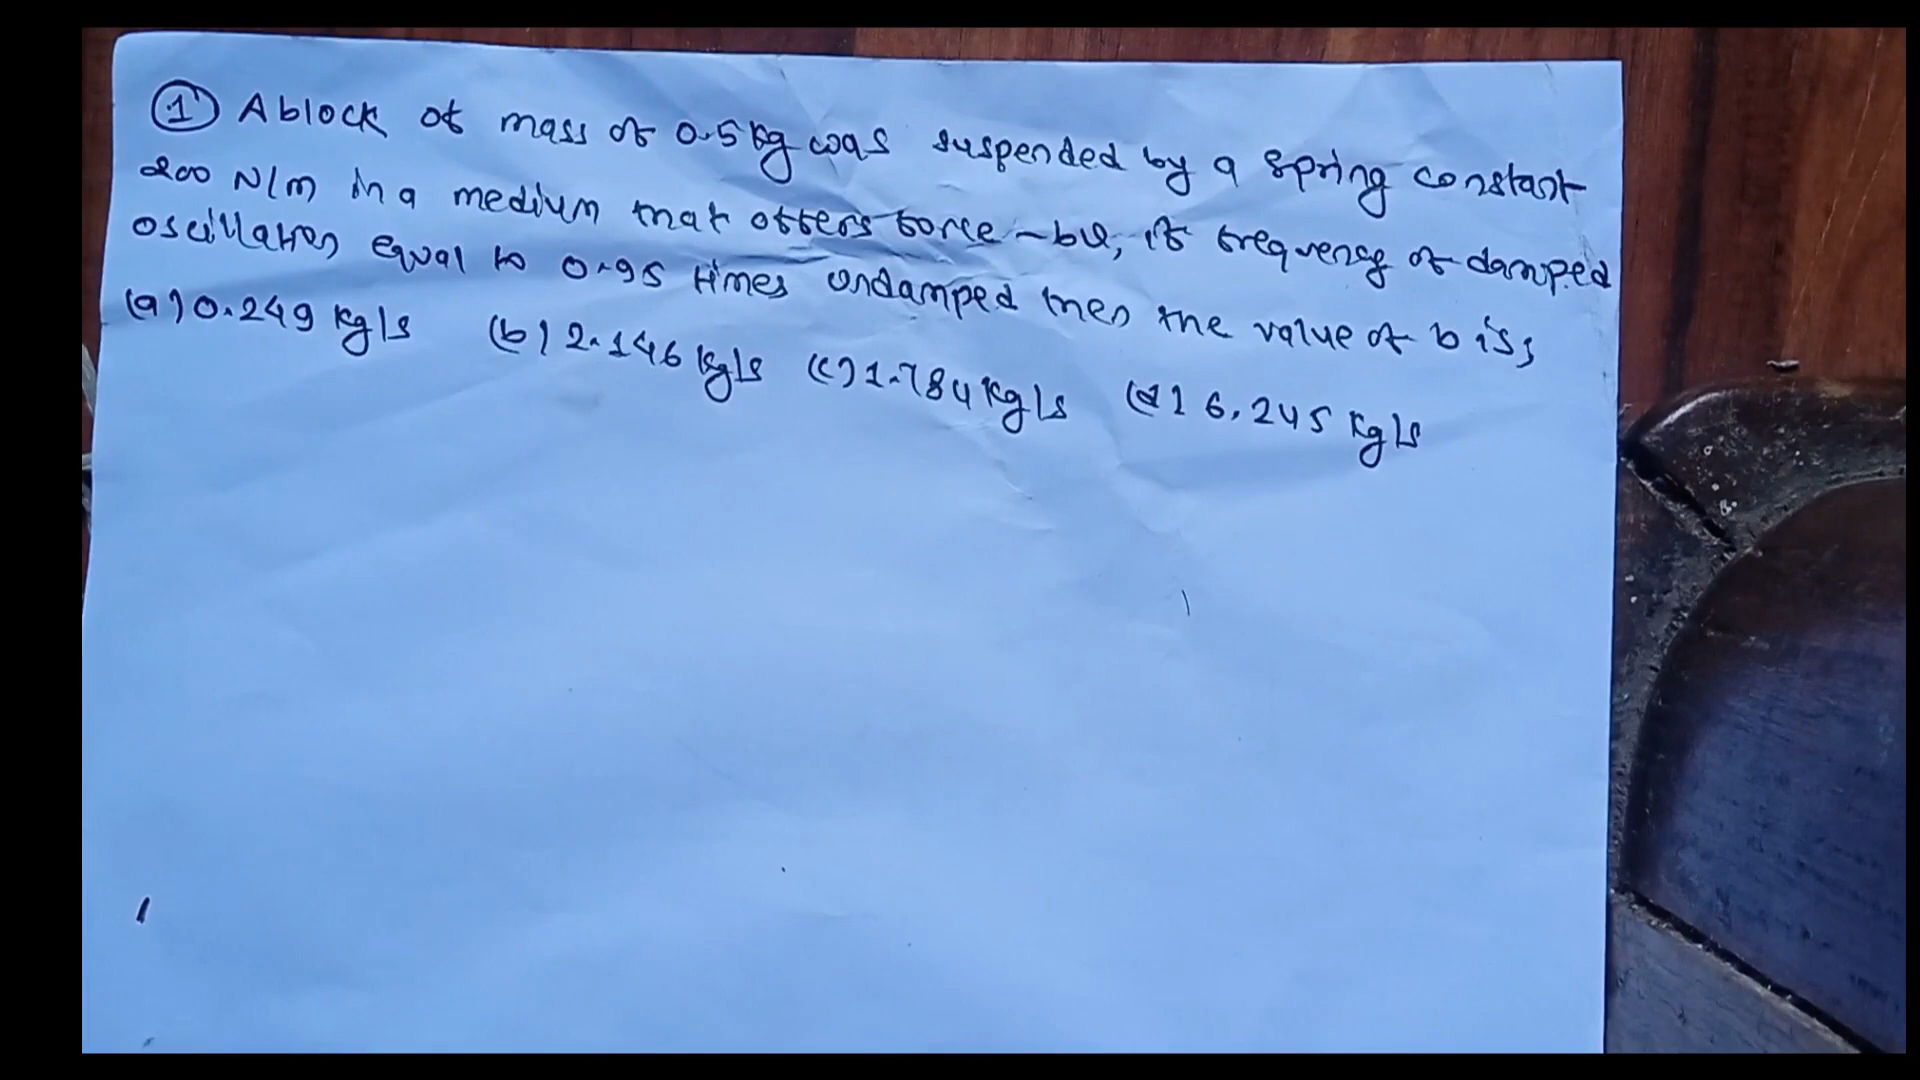 ① A block of mass of 0.5 kg was suspended by a spring constant
200 N/m in a medium that offers force -bv, if frequency of damped
oscillation equal to 0.95 times undamped then the value of b is,
(a) 0.249 kg/s (b) 2.146 kg/s (c) 1.784 kg/s (d) 6.245 kg/s